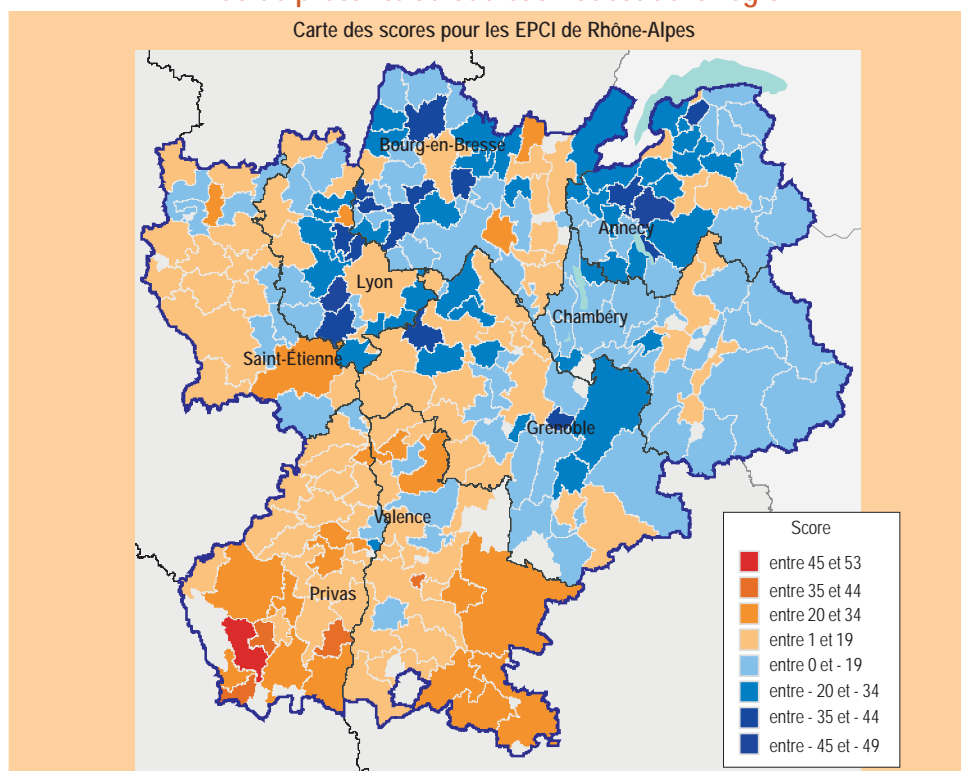 Carte des scores pour les EPCI de Rhône-Alpes
Bourg-en-Bresse
Annecy
Lyon
Chambéry
Saint-Étienne
Grenoble
Valence
Privas
Score
entre 45 et 53
entre 35 et 44
entre 20 et 34
entre 1 et 19
entre 0 et - 19
entre - 20 et - 34
entre - 35 et - 44
entre - 45 et - 49